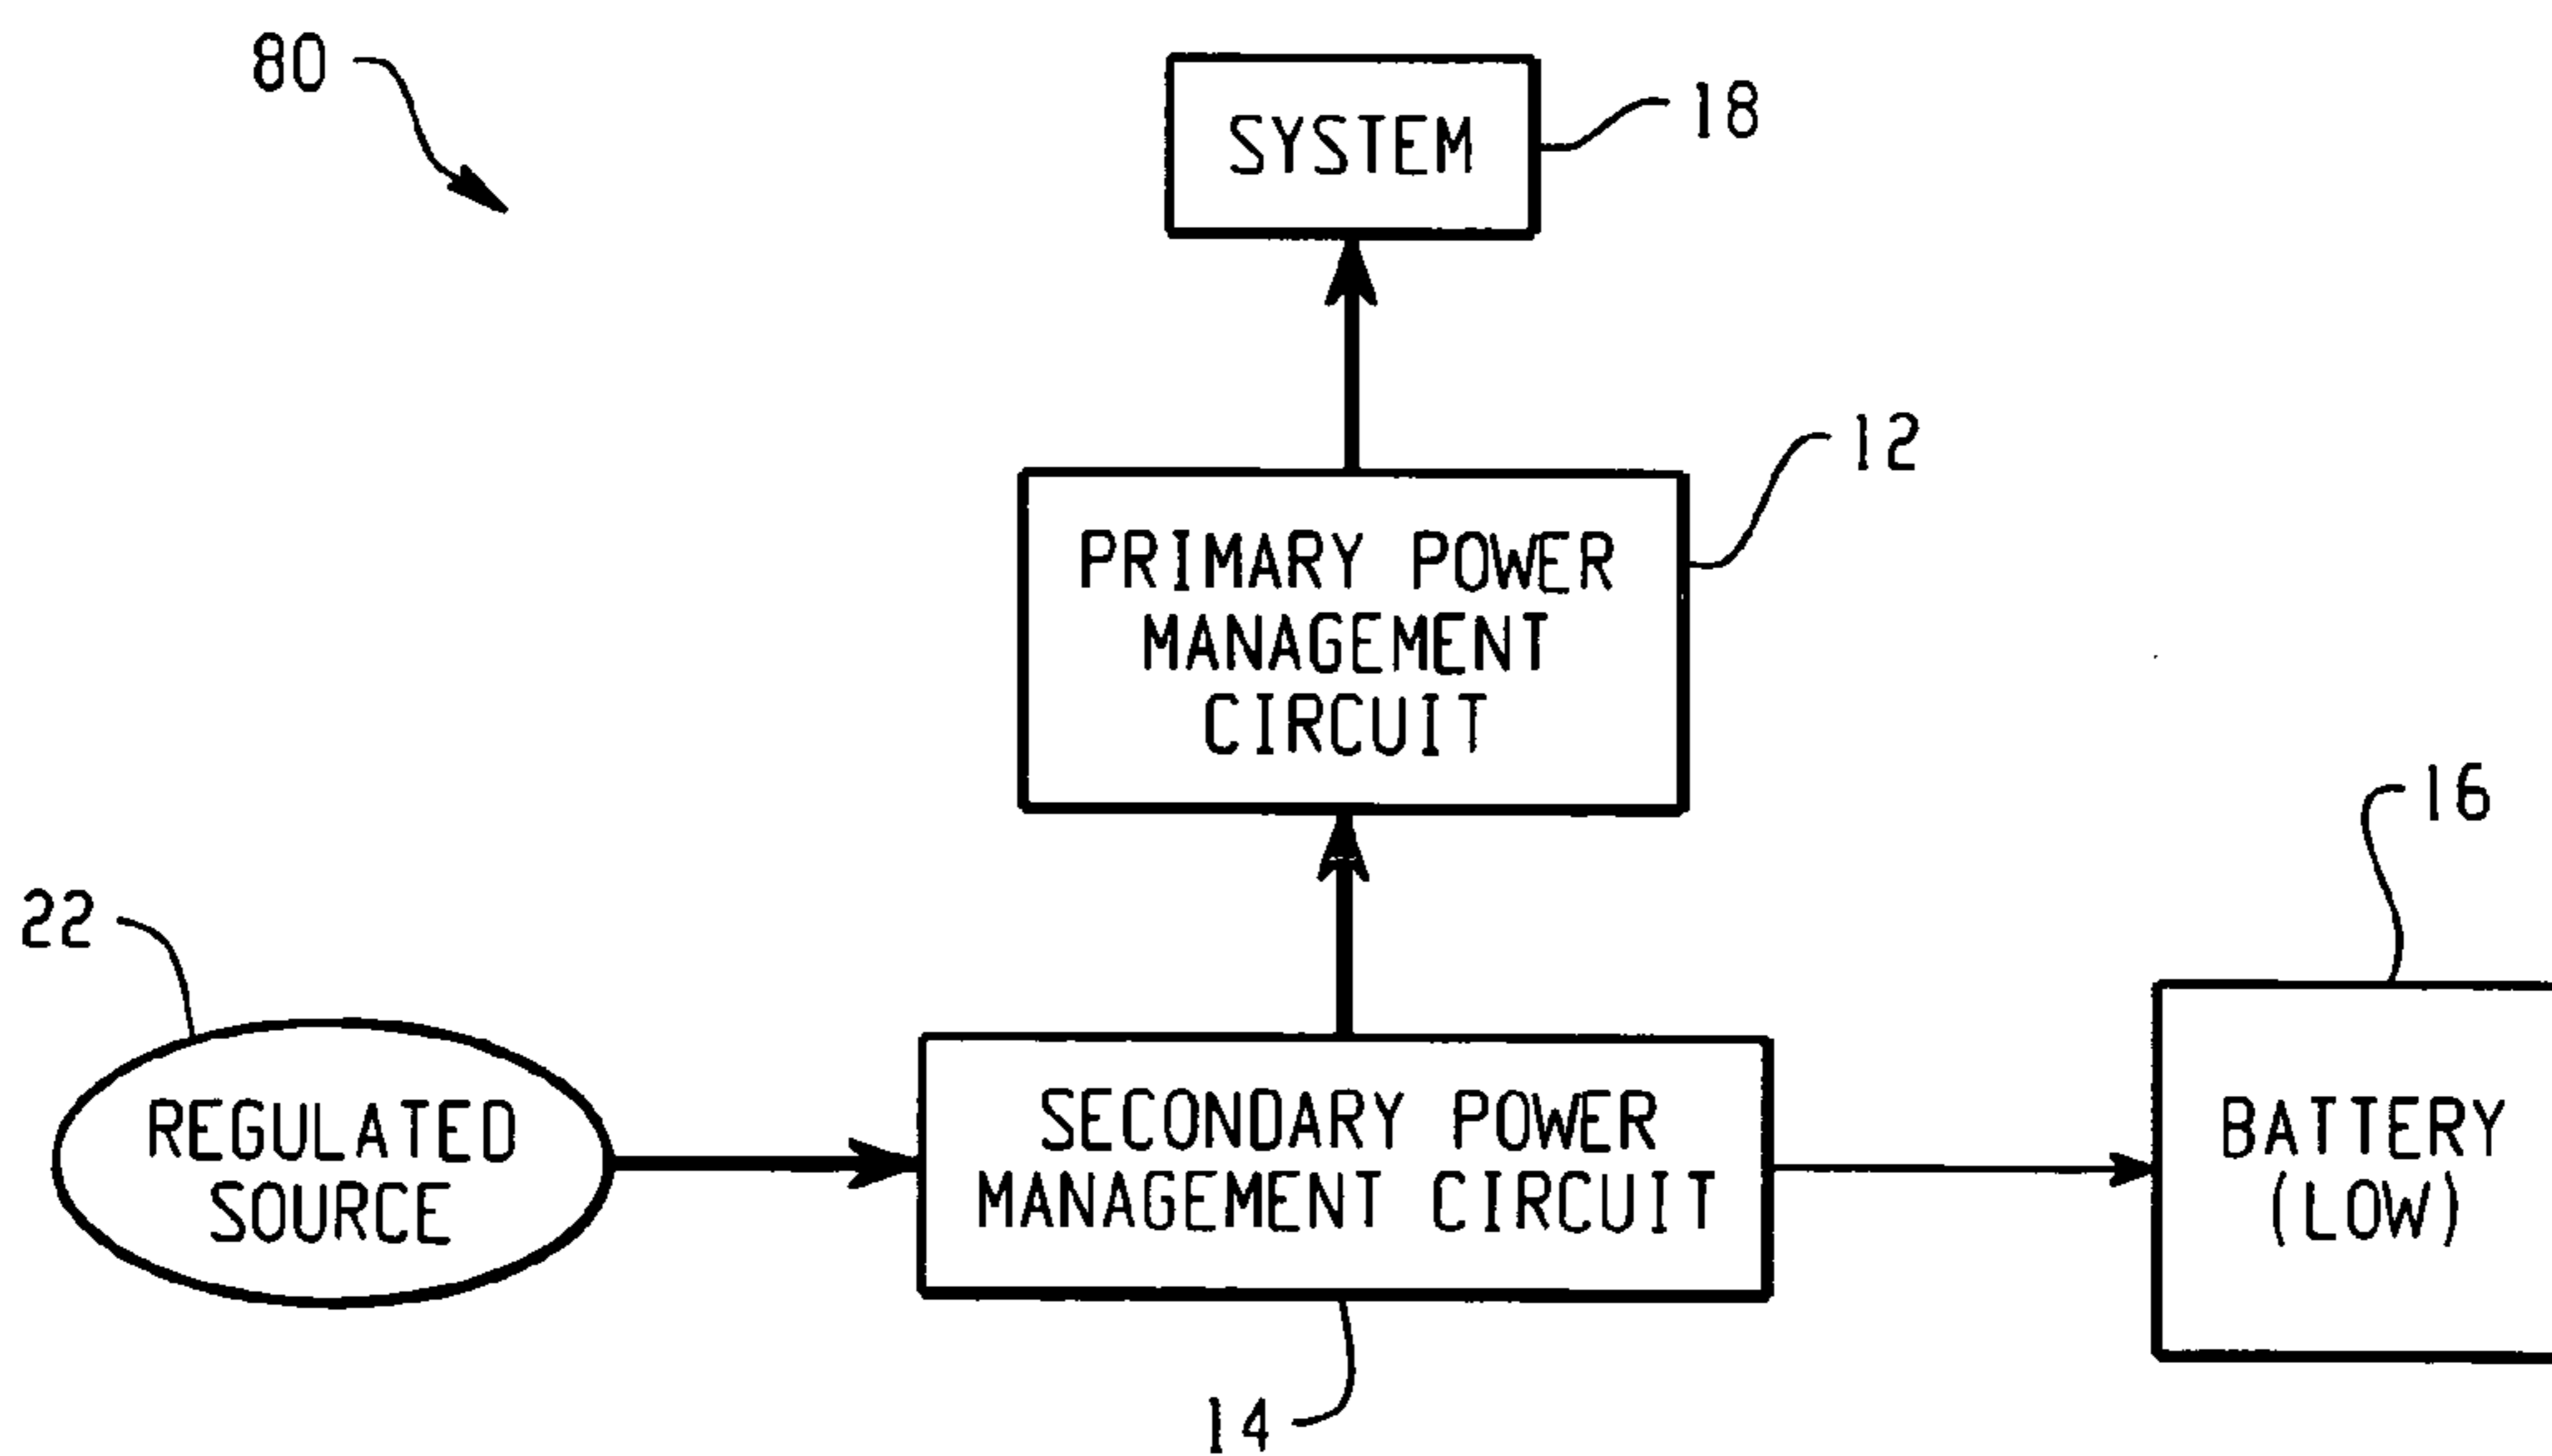 80
SYSTEM
18
12
PRIMARY POWER
MANAGEMENT
CIRCUIT
16
22
REGULATED
SOURCE
SECONDARY POWER
MANAGEMENT CIRCUIT
BATTERY
(LOW)
14